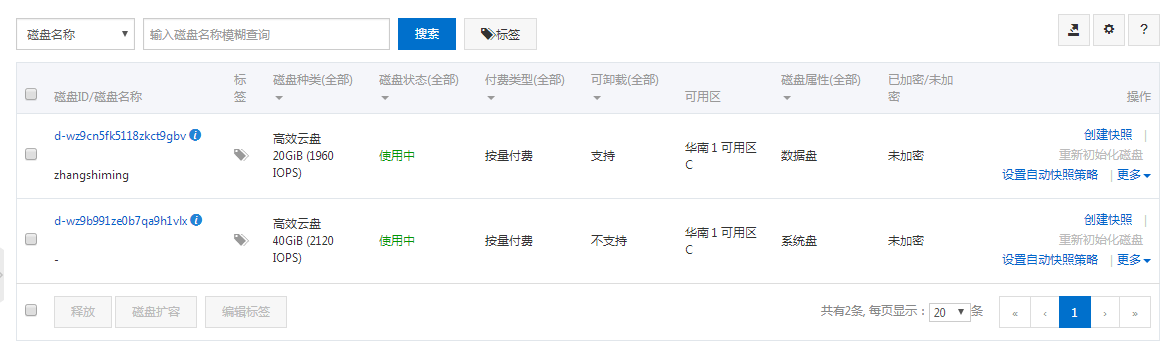 磁盘名称
输入磁盘名称模糊查询
搜索
标签
?
磁盘ID/磁盘名称
标
签
磁盘种类(全部)
磁盘状态(全部)
付费类型(全部)
可卸载(全部)
可用区
磁盘属性(全部)
已加密/未加
密
操作
d-wz9cn5fk5118zkct9gbv
zhangshiming
高效云盘
20GiB (1960
IOPS)
使用中
按量付费
支持
华南 1 可用区
C
数据盘
未加密
创建快照 |
重新初始化磁盘
设置自动快照策略 | 更多
d-wz9b991ze0b7qa9h1vlx
-
高效云盘
40GiB (2120
IOPS)
使用中
按量付费
不支持
华南 1 可用区
C
系统盘
未加密
创建快照 |
重新初始化磁盘
设置自动快照策略 | 更多
释放
磁盘扩容
编辑标签
共有2条, 每页显示：20条
« ‹ 1 › »